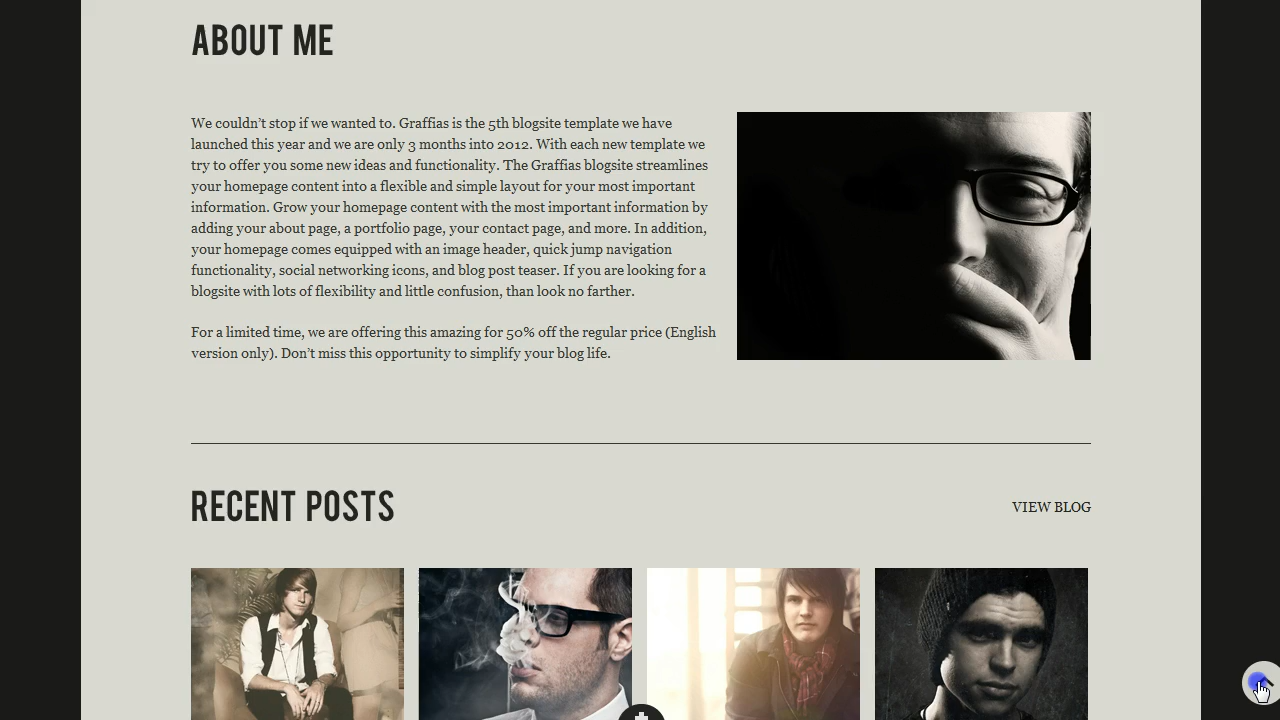 ABOUT ME
We couldn't stop if we wanted to. Graffias is the 5th blogsite template we have
launched this year and we are only 3 months into 2012. With each new template we
try to offer you some new ideas and functionality. The Graffias blogsite streamlines
your homepage content into a flexible and simple layout for your most important
information. Grow your homepage content with the most important information by
adding your about page, a portfolio page, your contact page, and more. In addition,
your homepage comes equipped with an image header, quick jump navigation
functionality, social networking icons, and blog post teaser. If you are looking for a
blogsite with lots of flexibility and little confusion, than look no farther.
For a limited time, we are offering this amazing for 50% off the regular price (English
version only). Don't miss this opportunity to simplify your blog life.
RECENT POSTS
VIEW BLOG